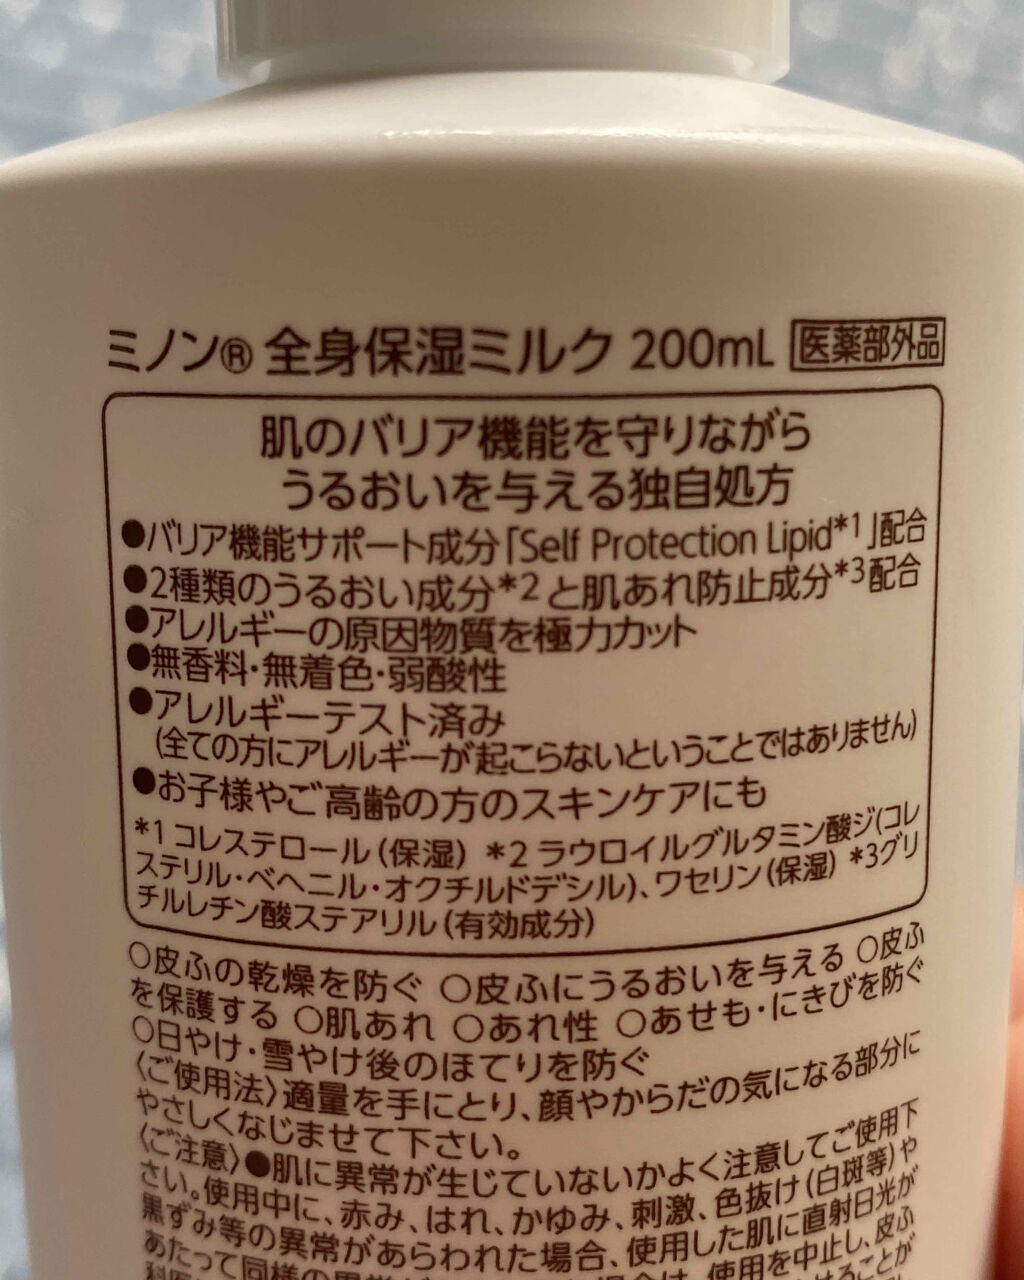 ミノン® 全身保湿ミルク 200mL 医薬部外品
肌のバリア機能を守りながら
うるおいを与える独自処方
●バリア機能サポート成分「Self Protection Lipid*1」配合
●2種類のうるおい成分*2と肌あれ防止成分*3配合
●アレルギーの原因物質を極力カット
●無香料・無着色・弱酸性
●アレルギーテスト済み
(全ての方にアレルギーが起こらないということではありません)
●お子様やご高齢の方のスキンケアにも
*1 コレステロール(保湿) *2 ラウロイルグルタミン酸ジ(コレ
ステリル・ベヘニル・オクチルドデシル)、ワセリン(保湿) *3グリ
チルレチン酸ステアリル(有効成分)
○皮ふの乾燥を防ぐ ○皮ふにうるおいを与える ○皮ふ
を保護する ○肌あれ ○あれ性 ○あせも・にきびを防ぐ
○日やけ・雪やけ後のほてりを防ぐ
〈ご使用法〉適量を手にとり、顔やからだの気になる部分に
やさしくなじませて下さい。
〈ご注意〉●肌に異常が生じていないかよく注意してご使用下
さい。使用中に、赤み、はれ、かゆみ、刺激、色抜け(白斑等)や
黒ずみ等の異常があらわれた場合、使用した肌に直射日光が
あたって同様の異常が 場合は、使用を中止し、皮ふ